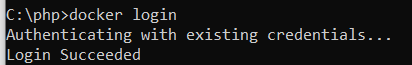 C:\php>docker login
Authenticating with existing credentials...
Login Succeeded